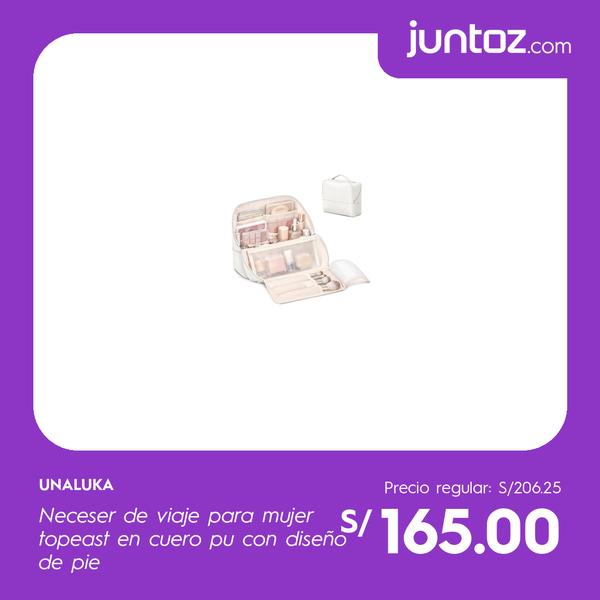 juntoz.com
UNALUKA
Neceser de viaje para mujer
topeast en cuero pu con diseño
de pie
Precio regular: S/206.25
S/165.00